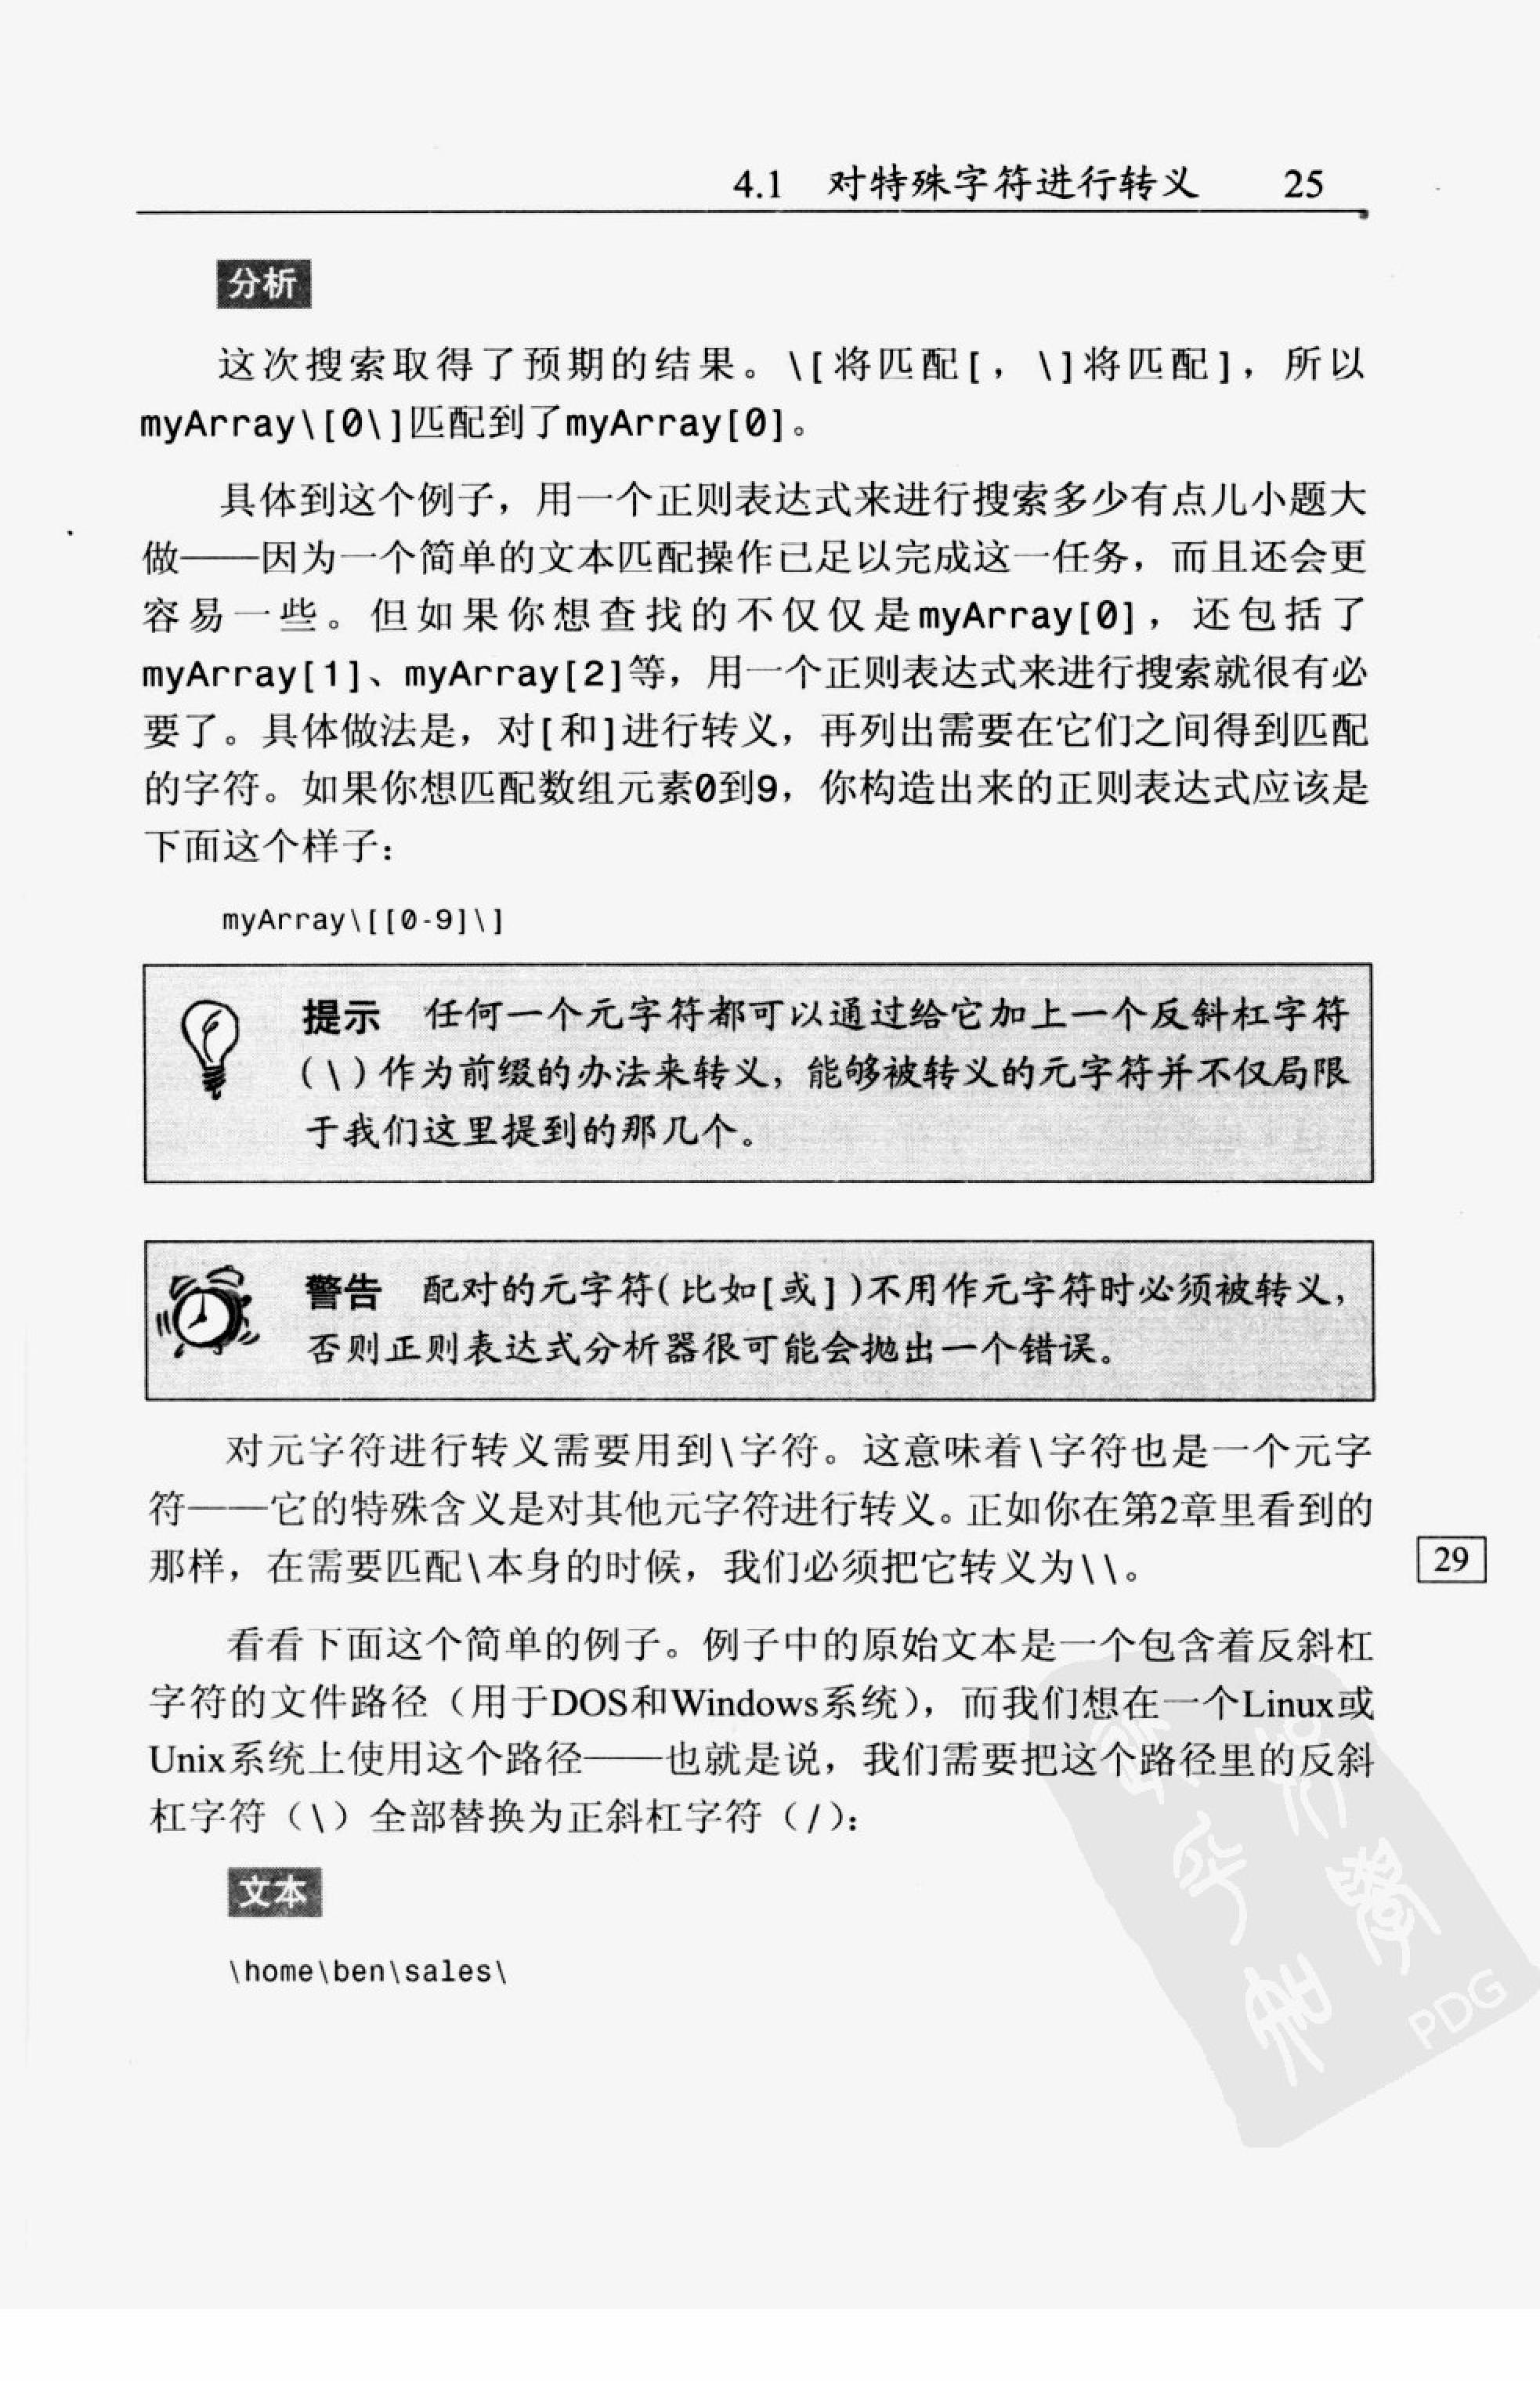 4.1 对特殊字符进行转义 25
分析
这次搜索取得了预期的结果。\[将匹配[，\]将匹配]，所以
myArray\[0\]匹配到了myArray[0]。
具体到这个例子，用一个正则表达式来进行搜索多少有点儿小题大
做——因为一个简单的文本匹配操作已足以完成这一任务，而且还会更
容易一些。但如果你想查找的不仅仅是myArray[0]，还包括了
myArray[1]、myArray[2]等，用一个正则表达式来进行搜索就很有必
要了。具体做法是，对[和]进行转义，再列出需要在它们之间得到匹配
的字符。如果你想匹配数组元素0到9，你构造出来的正则表达式应该是
下面这个样子：
myArray\[[0-9]\]
提示 任何一个元字符都可以通过给它加上一个反斜杠字符
(\)作为前缀的办法来转义，能够被转义的元字符并不仅局限
于我们这里提到的那几个。
警告 配对的元字符(比如[或])不用作元字符时必须被转义，
否则正则表达式分析器很可能会抛出一个错误。
对元字符进行转义需要用到\字符。这意味着\字符也是一个元字
符——它的特殊含义是对其他元字符进行转义。正如你在第2章里看到的
那样，在需要匹配\本身的时候，我们必须把它转义为\\。
29
看看下面这个简单的例子。例子中的原始文本是一个包含着反斜杠
字符的文件路径（用于DOS和Windows系统），而我们想在一个Linux或
Unix系统上使用这个路径——也就是说，我们需要把这个路径里的反斜
杠字符（\）全部替换为正斜杠字符（/）：
文本
\home\ben\sales\
PDG